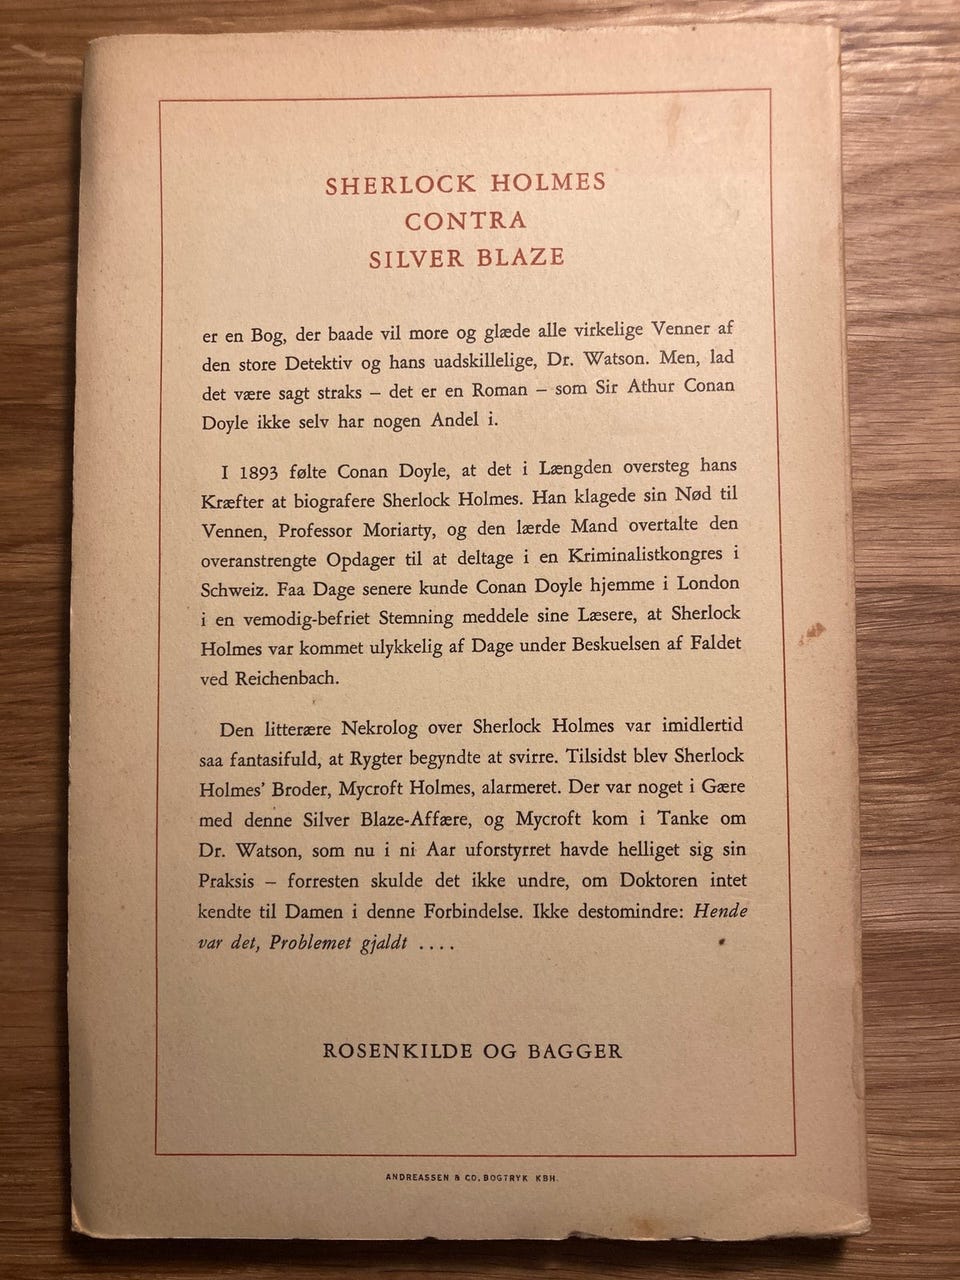 SHERLOCK HOLMES
CONTRA
SILVER BLAZE
er en Bog, der baade vil more og glæde alle virkelige Venner af
den store Detektiv og hans uadskillelige, Dr. Watson. Men, lad
det være sagt straks – det er en Roman – som Sir Athur Conan
Doyle ikke selv har nogen Andel i.
I 1893 følte Conan Doyle, at det i Længden oversteg hans
Kræfter at biografere Sherlock Holmes. Han klagede sin Nød til
Vennen, Professor Moriarty, og den lærde Mand overtalte den
overanstrengte Opdager til at deltage i en Kriminalistkongres i
Schweiz. Faa Dage senere kunde Conan Doyle hjemme i London
i en vemodig-befriet Stemning meddele sine Læsere, at Sherlock
Holmes var kommet ulykkelig af Dage under Beskuelsen af Faldet
ved Reichenbach.
Den litterære Nekrolog over Sherlock Holmes var imidlertid
saa fantasifuld, at Rygter begyndte at svirre. Tilsidst blev Sherlock
Holmes’ Broder, Mycroft Holmes, alarmeret. Der var noget i Gære
med denne Silver Blaze-Affære, og Mycroft kom i Tanke om
Dr. Watson, som nu i ni Aar uforstyrret havde helliget sig sin
Praksis – forresten skulde det ikke undre, om Doktoren intet
kendte til Damen i denne Forbindelse. Ikke destomindre: Hende
var det, Problemet gjaldt ....
ROSENKILDE OG BAGGER
ANDREASSEN & CO. BOGTRYK KBH.